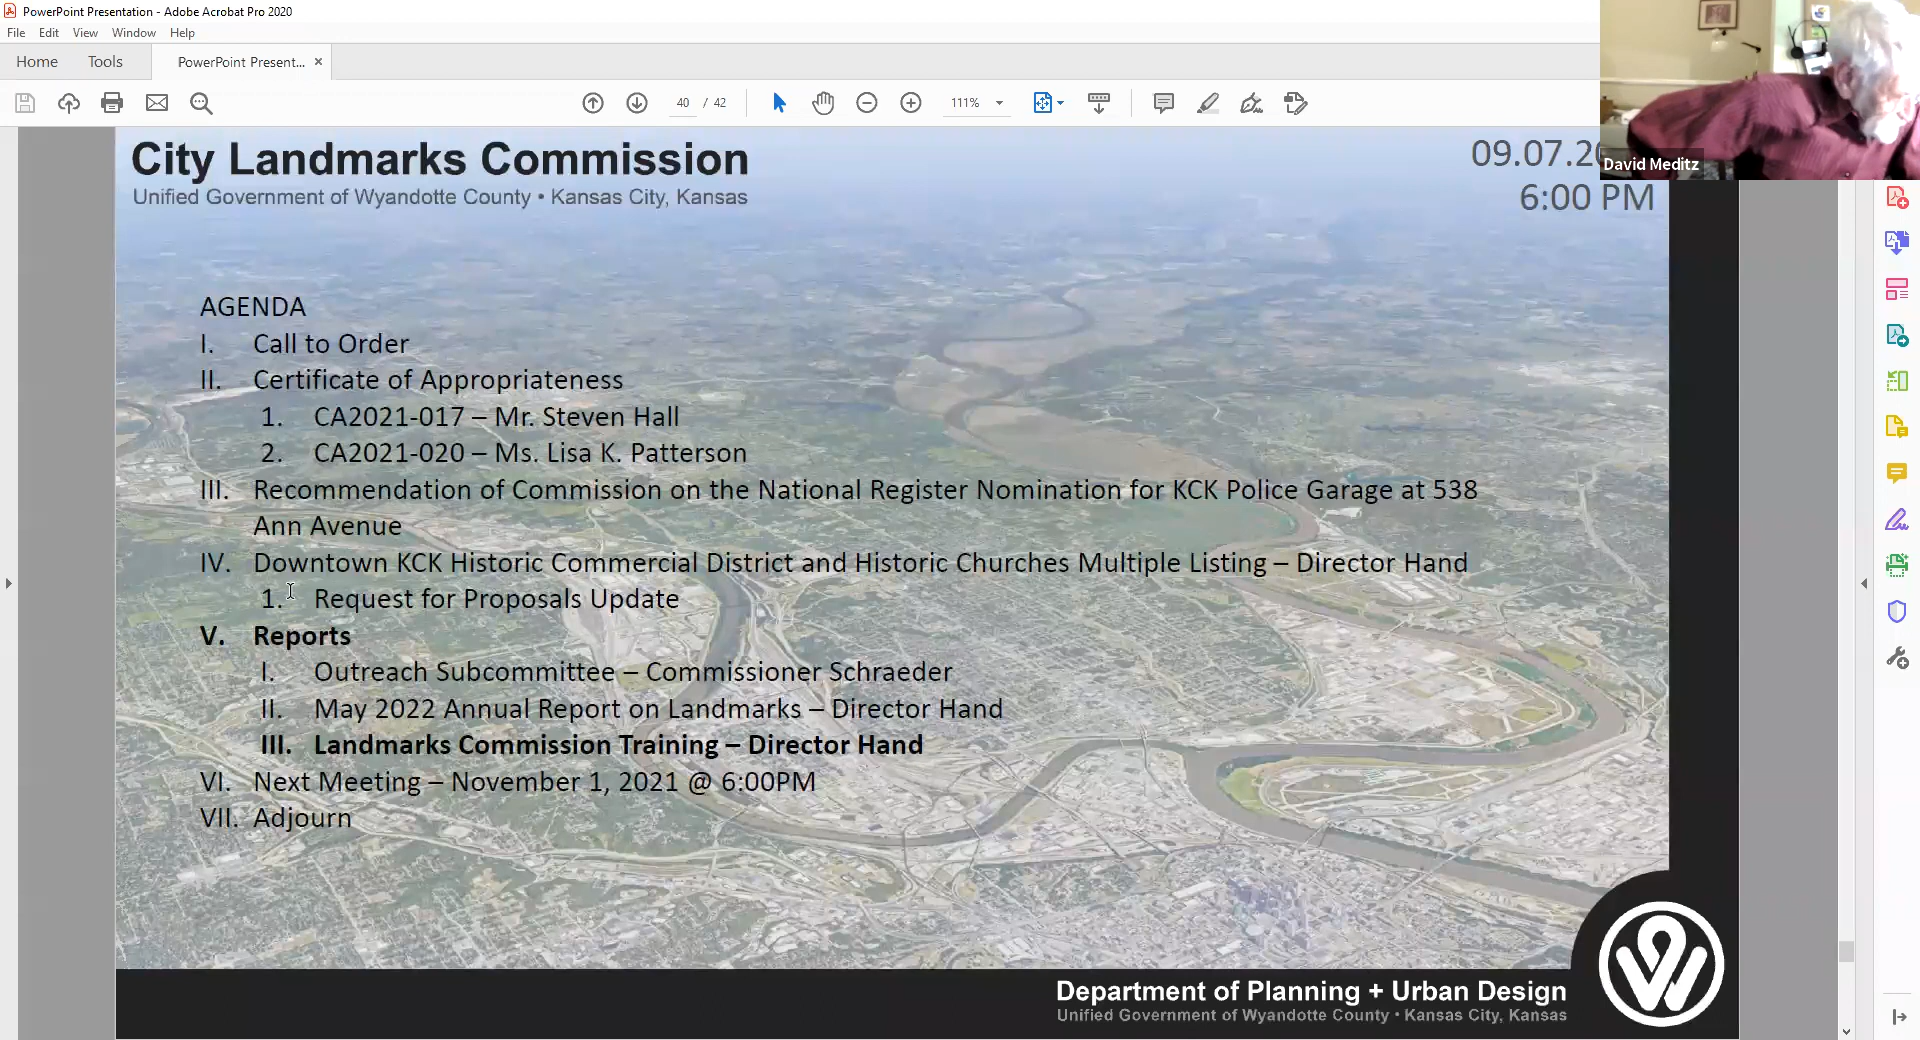 PowerPoint Presentation - Adobe Acrobat Pro 2020
File Edit View Window Help
Home Tools PowerPoint Present... ×
40 / 42 111%
City Landmarks Commission
Unified Government of Wyandotte County • Kansas City, Kansas
09.07.2
6:00 PM
David Meditz
AGENDA
I. Call to Order
II. Certificate of Appropriateness
1. CA2021-017 – Mr. Steven Hall
2. CA2021-020 – Ms. Lisa K. Patterson
III. Recommendation of Commission on the National Register Nomination for KCK Police Garage at 538
Ann Avenue
IV. Downtown KCK Historic Commercial District and Historic Churches Multiple Listing – Director Hand
1. Request for Proposals Update
V. Reports
I. Outreach Subcommittee – Commissioner Schraeder
II. May 2022 Annual Report on Landmarks – Director Hand
III. Landmarks Commission Training – Director Hand
VI. Next Meeting – November 1, 2021 @ 6:00PM
VII. Adjourn
Department of Planning + Urban Design
Unified Government of Wyandotte County • Kansas City, Kansas